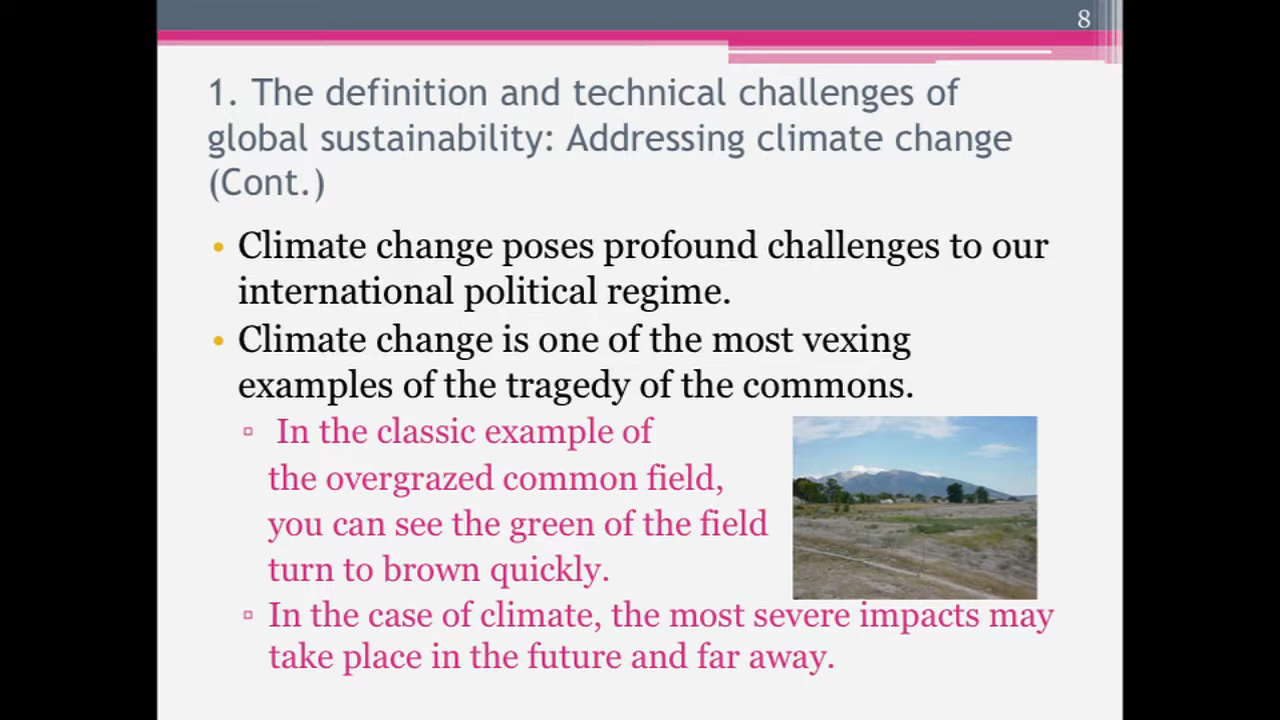 8
1. The definition and technical challenges of
global sustainability: Addressing climate change
(Cont.)
• Climate change poses profound challenges to our
international political regime.
• Climate change is one of the most vexing
examples of the tragedy of the commons.
▫ In the classic example of
the overgrazed common field,
you can see the green of the field
turn to brown quickly.
▫ In the case of climate, the most severe impacts may
take place in the future and far away.